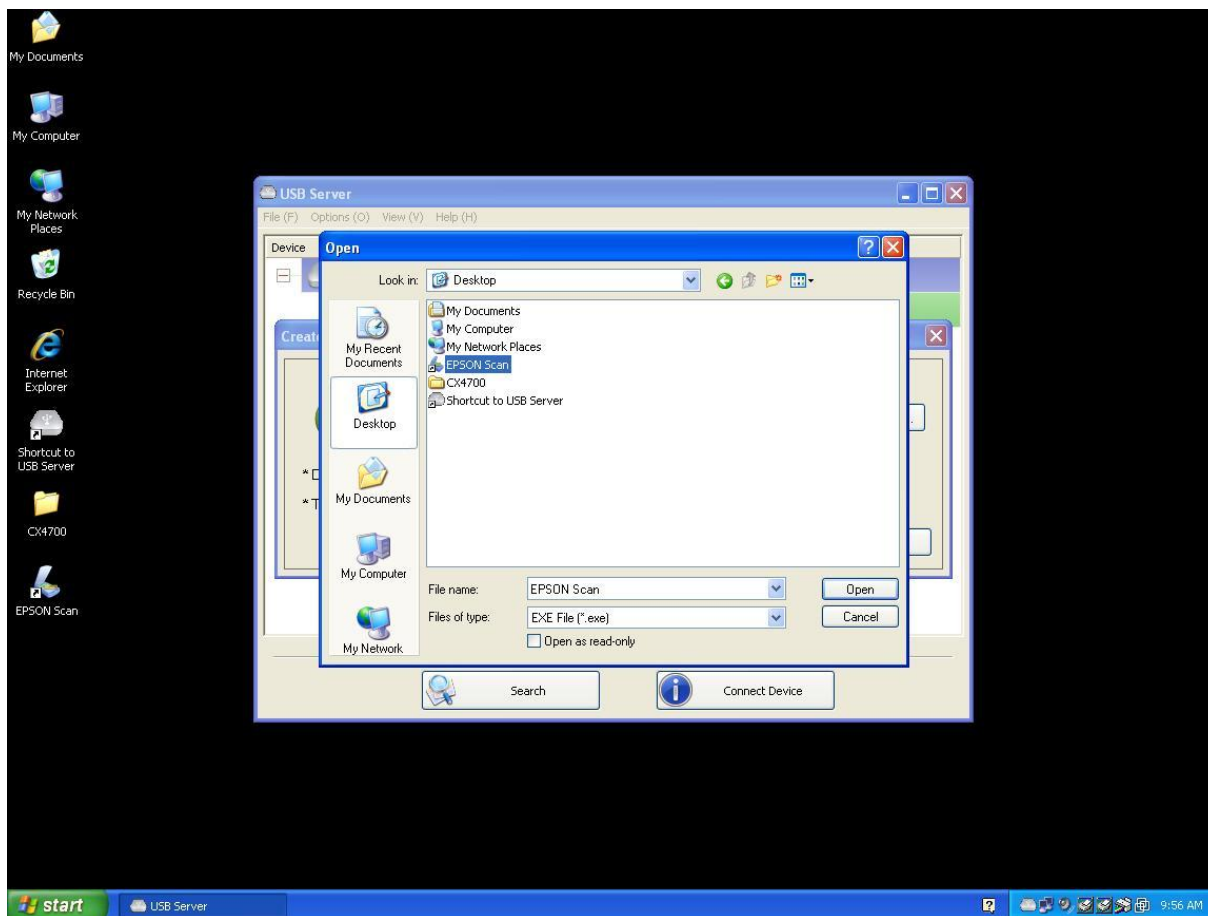 My Documents
My Computer
My Network
Places
Recycle Bin
Internet
Explorer
Shortcut to
USB Server
CX4700
EPSON Scan
USB Server
File (F) Options (O) View (V) Help (H)
Device
Creat
*D
*T
Open
Look in: Desktop
My Recent
Documents
Desktop
My Documents
My Computer
My Network
My Documents
My Computer
My Network Places
EPSON Scan
CX4700
Shortcut to USB Server
File name: EPSON Scan Open
Files of type: EXE File (*.exe) Cancel
Open as read-only
Search Connect Device
start USB Server 9:56 AM